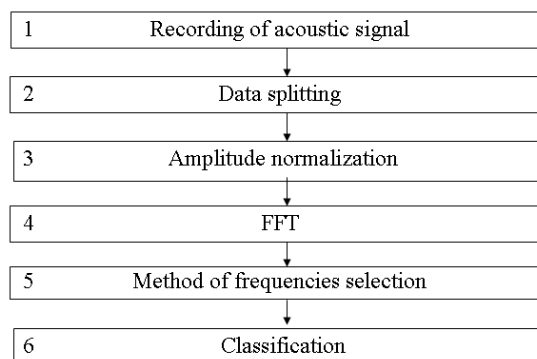 1 Recording of acoustic signal
2 Data splitting
3 Amplitude normalization
4 FFT
5 Method of frequencies selection
6 Classification